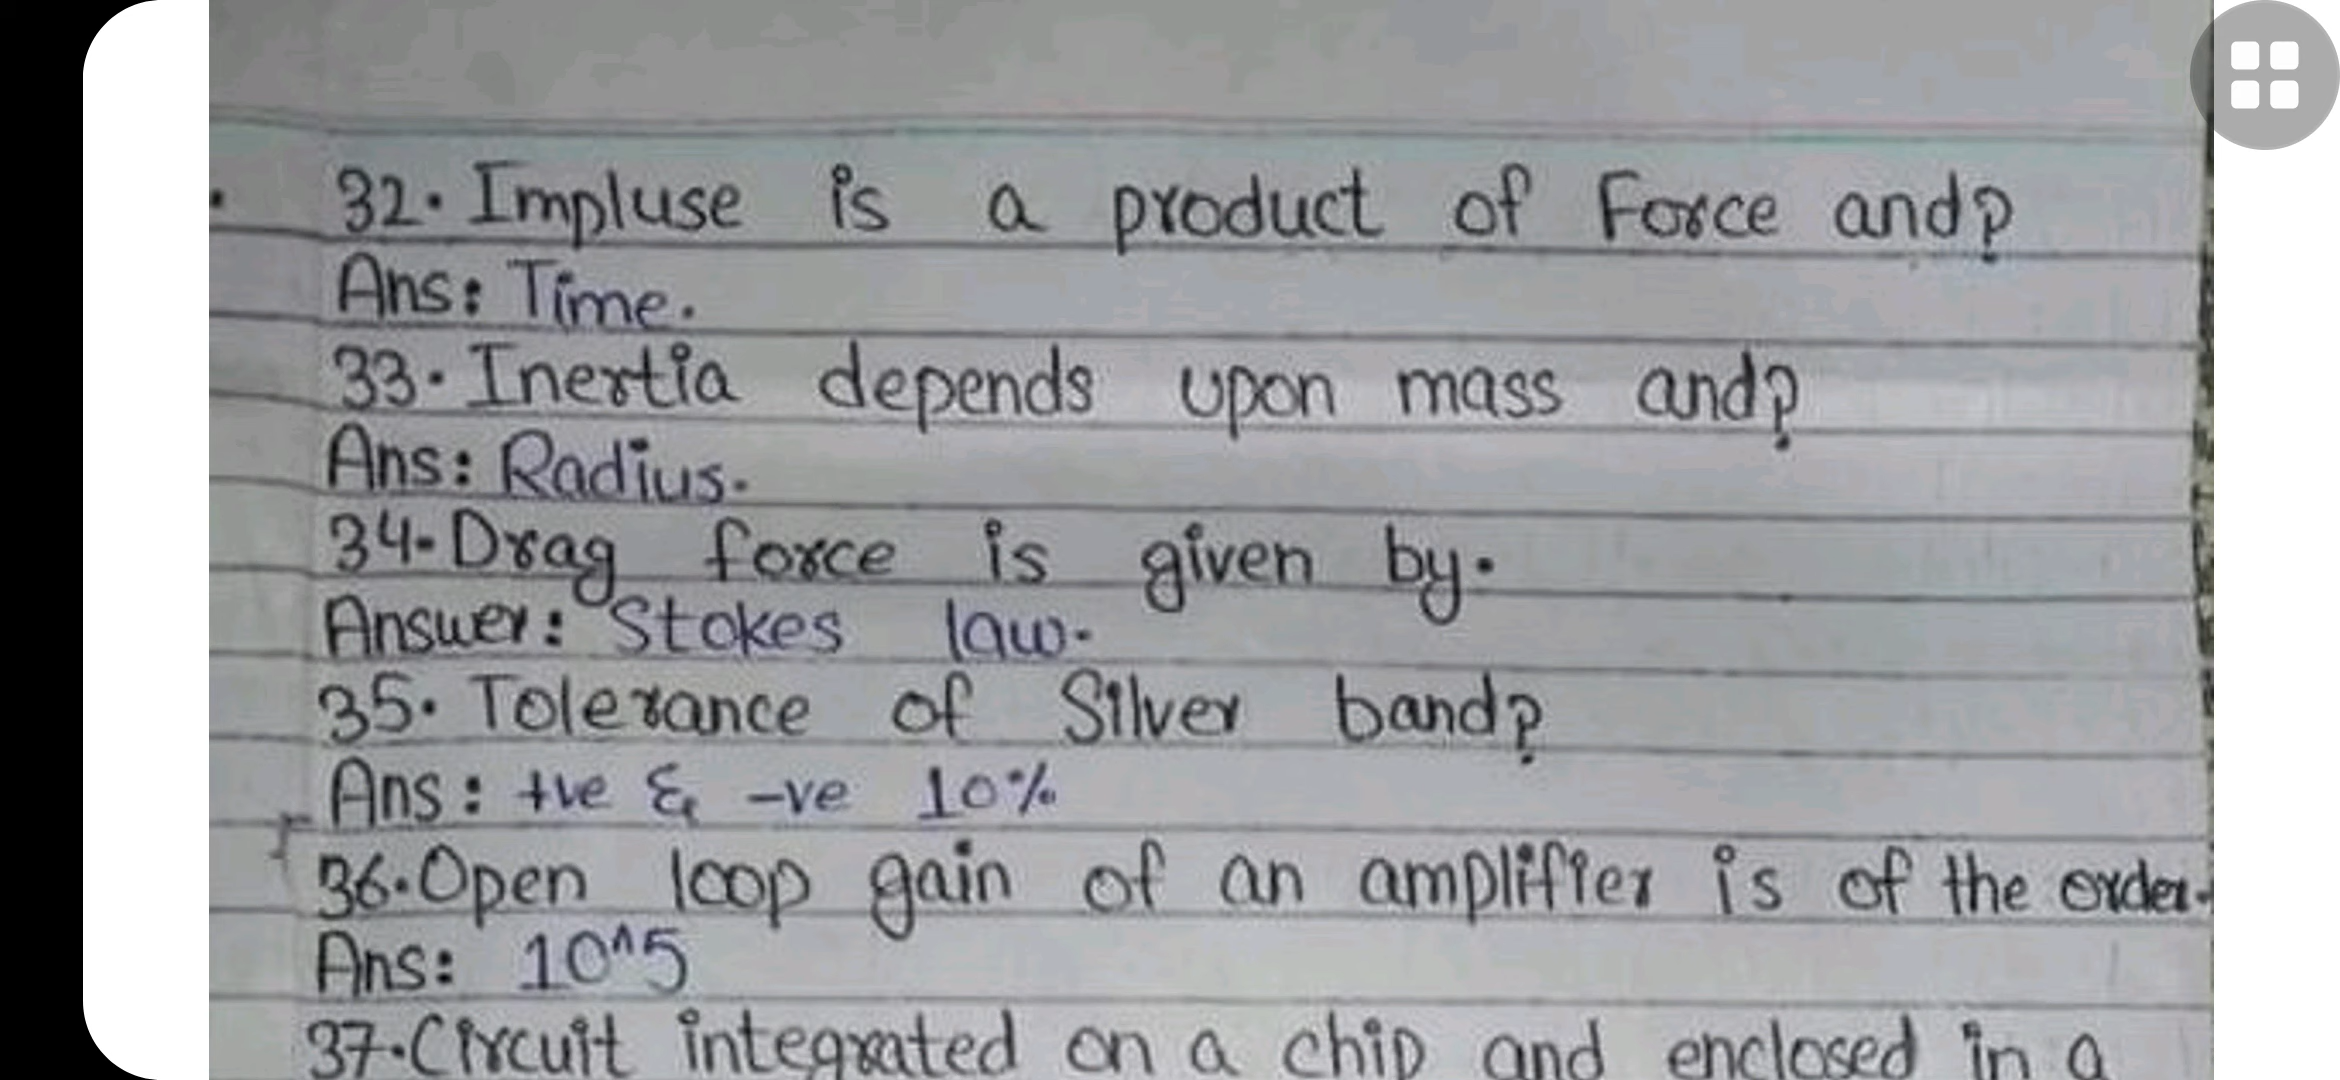 32. Impluse is a product of Force and?
Ans: Time.
33. Inertia depends upon mass and?
Ans: Radius.
34. Drag force is given by.
Answer: Stokes law.
35. Tolerance of Silver band?
Ans: +ve & -ve 10%
36. Open loop gain of an amplifier is of the order.
Ans: 10^5
37. Circuit integrated on a chip and enclosed in a